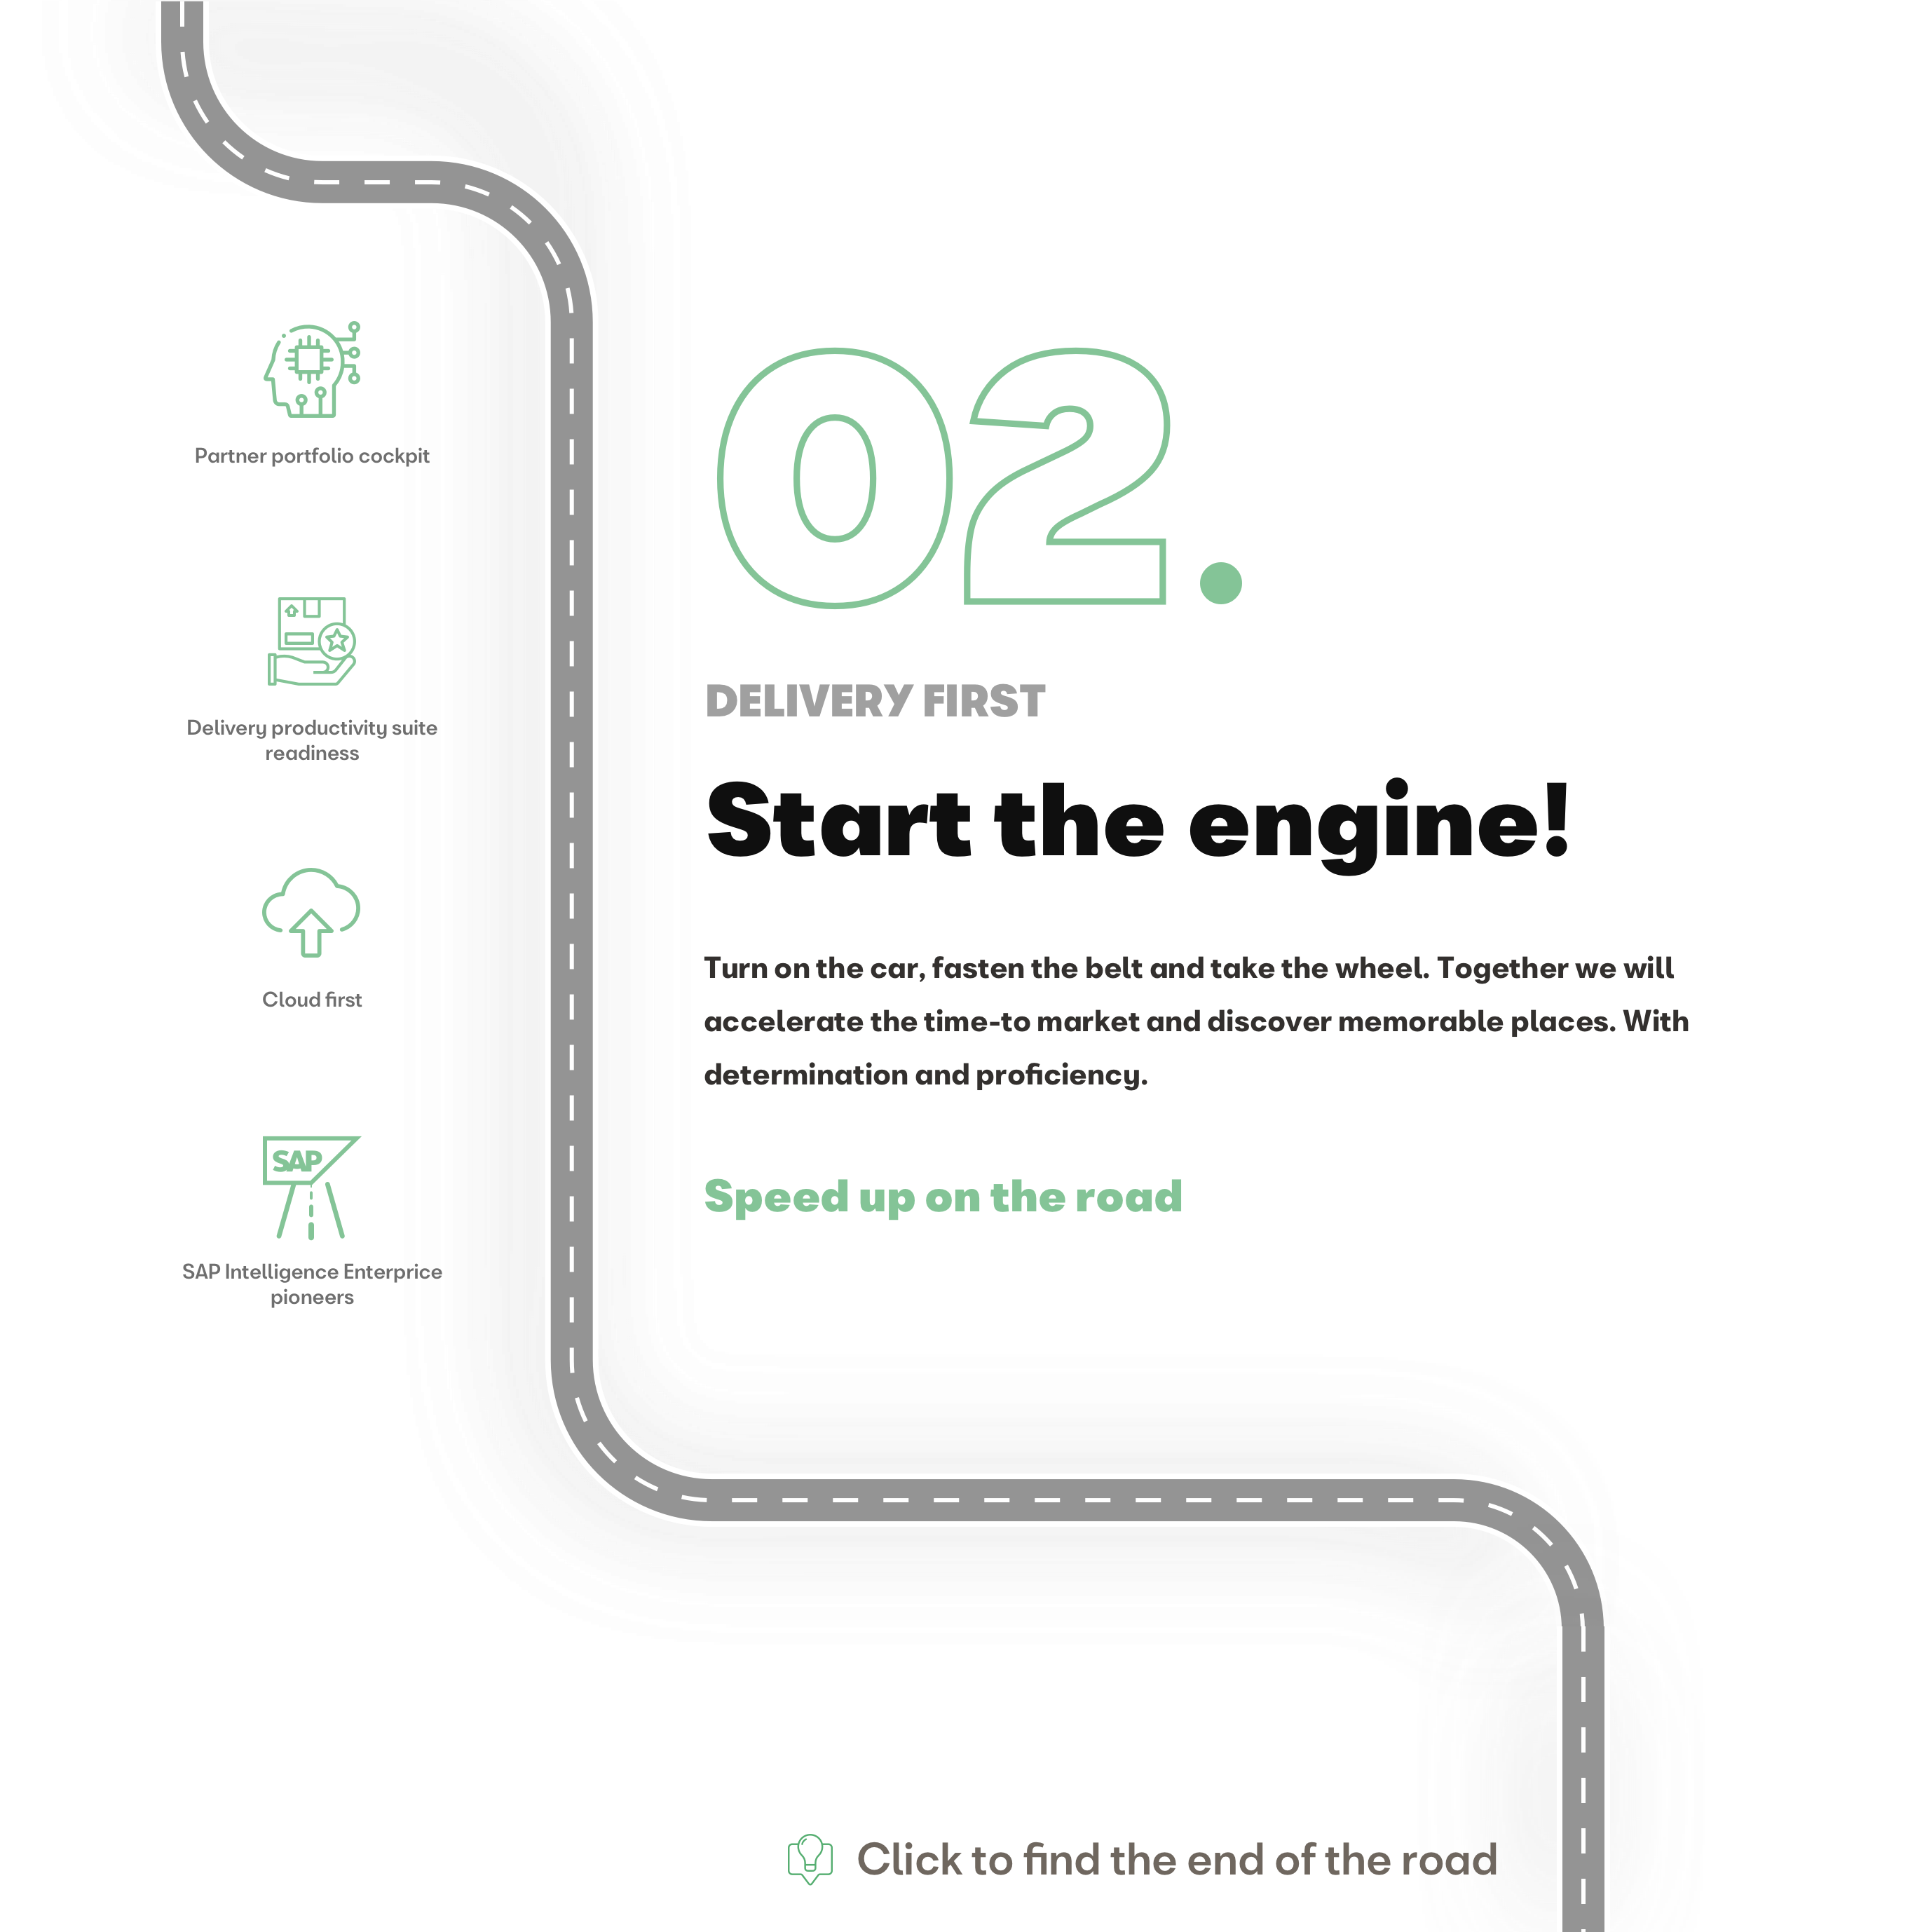 Partner portfolio cockpit
Delivery productivity suite
readiness
Cloud first
SAP
SAP Intelligence Enterprice
pioneers
02.
DELIVERY FIRST
Start the engine!
Turn on the car, fasten the belt and take the wheel. Together we will
accelerate the time-to market and discover memorable places. With
determination and proficiency.
Speed up on the road
Click to find the end of the road